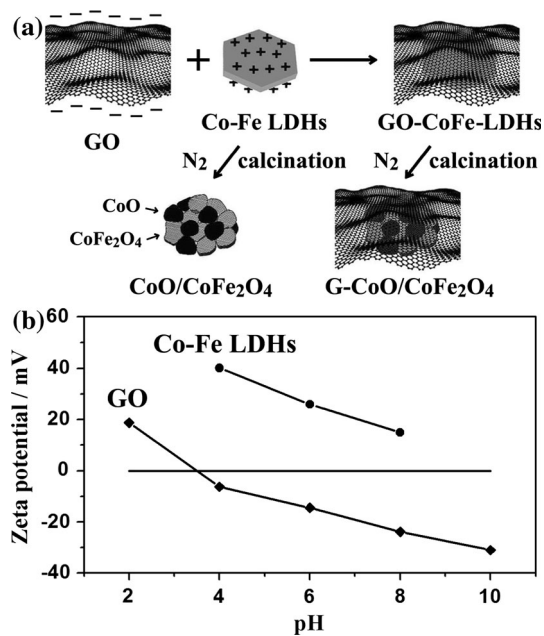 (a)
GO
Co-Fe LDHs
GO-CoFe-LDHs
N2 calcination
N2 calcination
CoO
CoFe2O4
CoO/CoFe2O4
G-CoO/CoFe2O4
(b)
60
40
20
0
-20
-40
Zeta potential / mV
Co-Fe LDHs
GO
2 4 6 8 10
pH